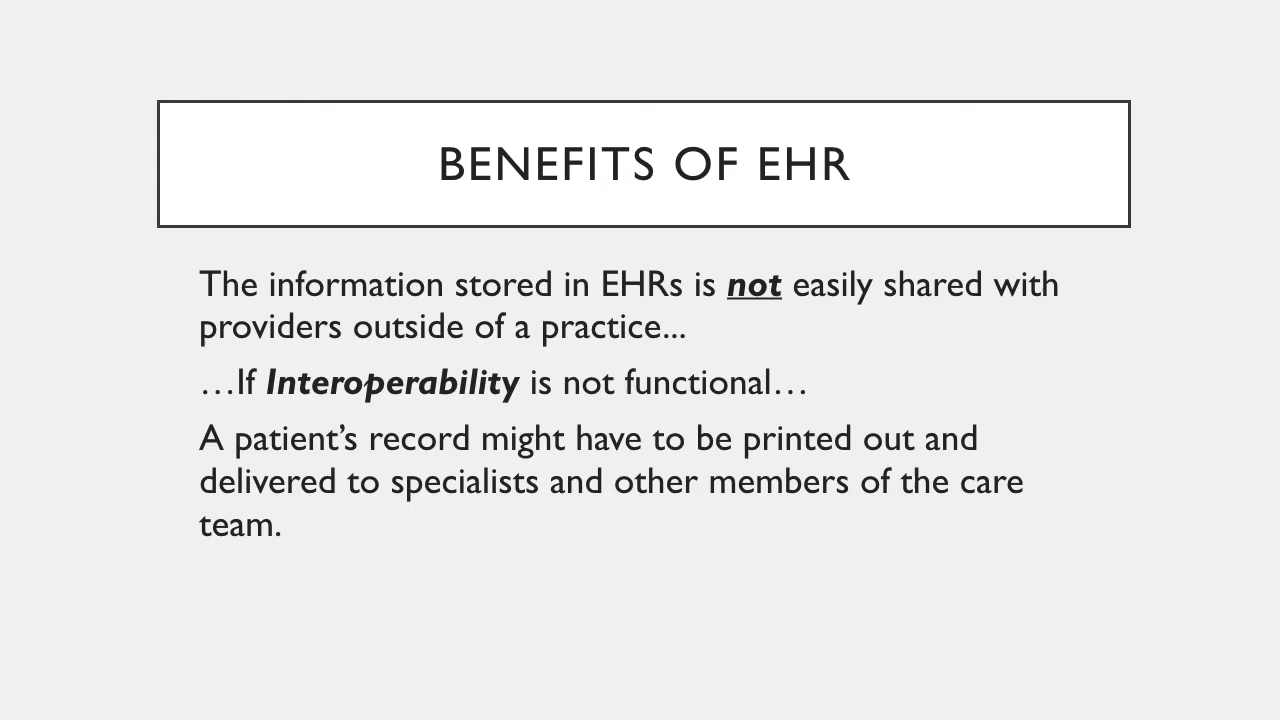 BENEFITS OF EHR
The information stored in EHRs is not easily shared with
providers outside of a practice...
…If Interoperability is not functional…
A patient’s record might have to be printed out and
delivered to specialists and other members of the care
team.